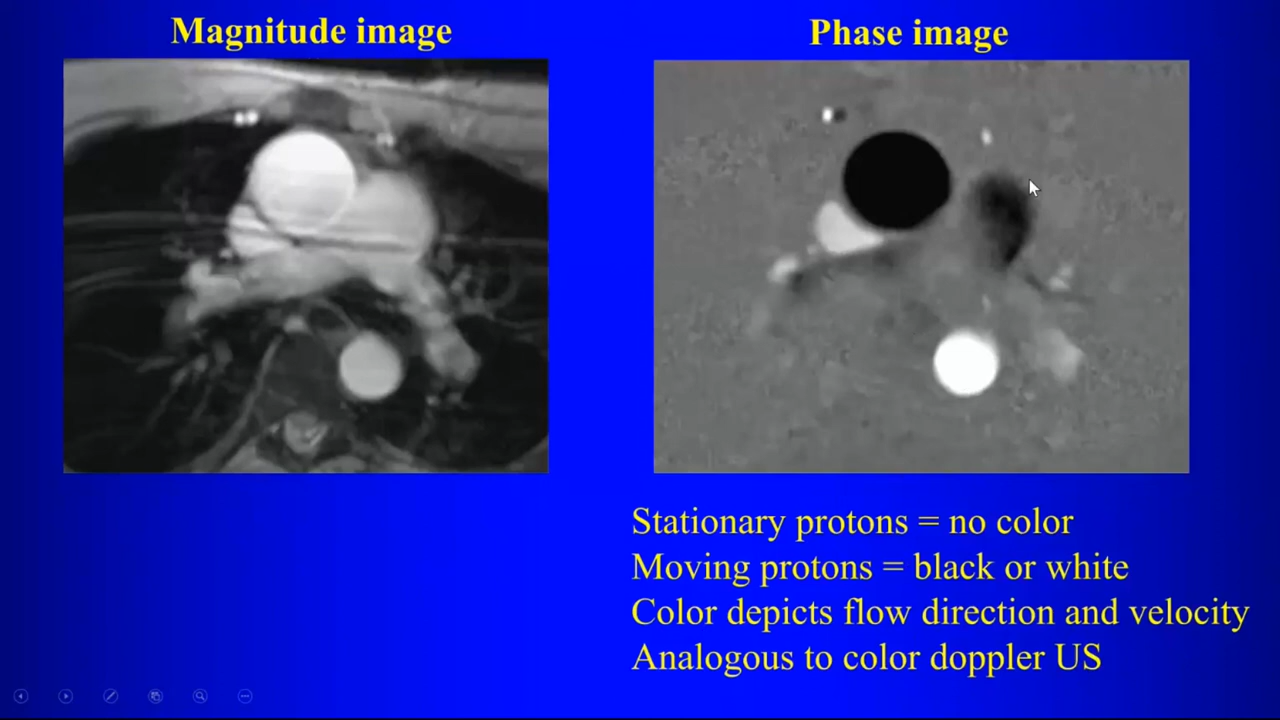 Magnitude image
Phase image
Stationary protons = no color
Moving protons = black or white
Color depicts flow direction and velocity
Analogous to color doppler US